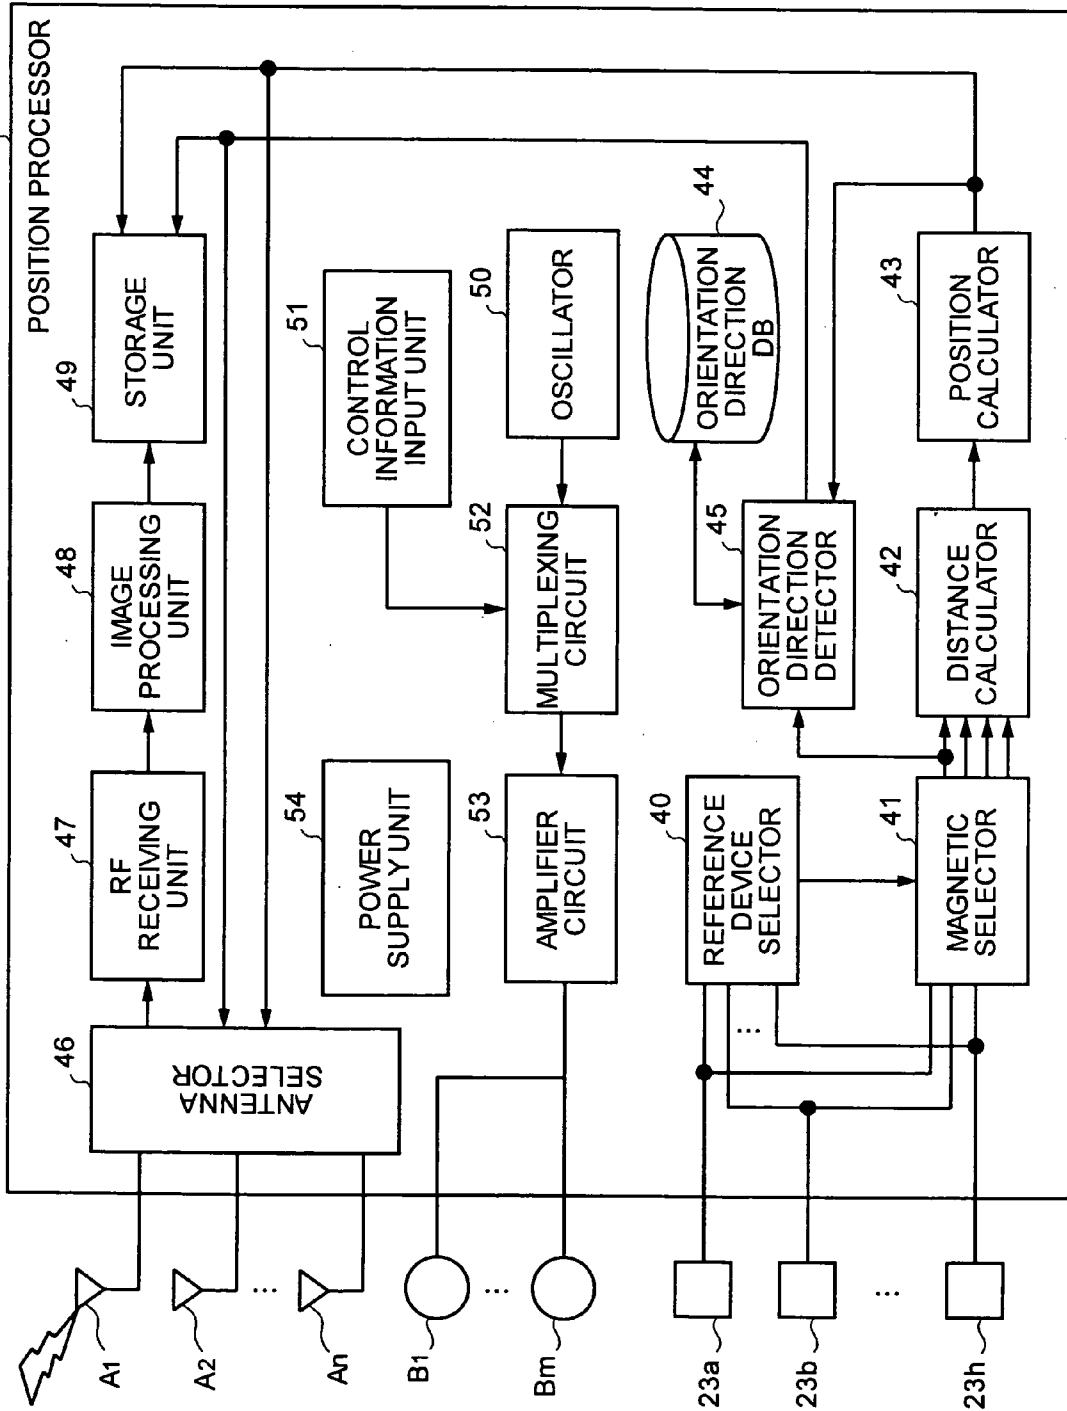 POSITION PROCESSOR
A1
A2
...
An
46
ANTENNA
SELECTOR
47
RF
RECEIVING
UNIT
48
IMAGE
PROCESSING
UNIT
49
STORAGE
UNIT
54
POWER
SUPPLY UNIT
51
CONTROL
INFORMATION
INPUT UNIT
B1
...
Bm
53
AMPLIFIER
CIRCUIT
52
MULTIPLEXING
CIRCUIT
50
OSCILLATOR
40
REFERENCE
DEVICE
SELECTOR
...
45
ORIENTATION
DIRECTION
DETECTOR
44
ORIENTATION
DIRECTION
DB
23a
23b
...
23h
41
MAGNETIC
SELECTOR
42
DISTANCE
CALCULATOR
43
POSITION
CALCULATOR